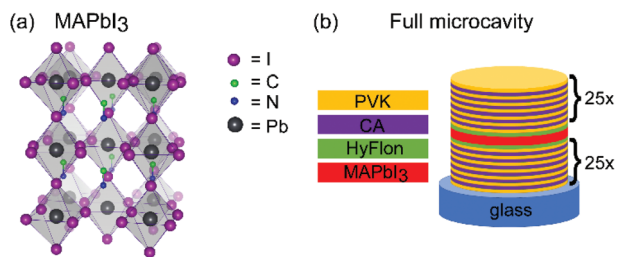 (a) MAPbI3
= I
= C
= N
= Pb
(b) Full microcavity
PVK
CA
HyFlon
MAPbI₃
25x
25x
glass